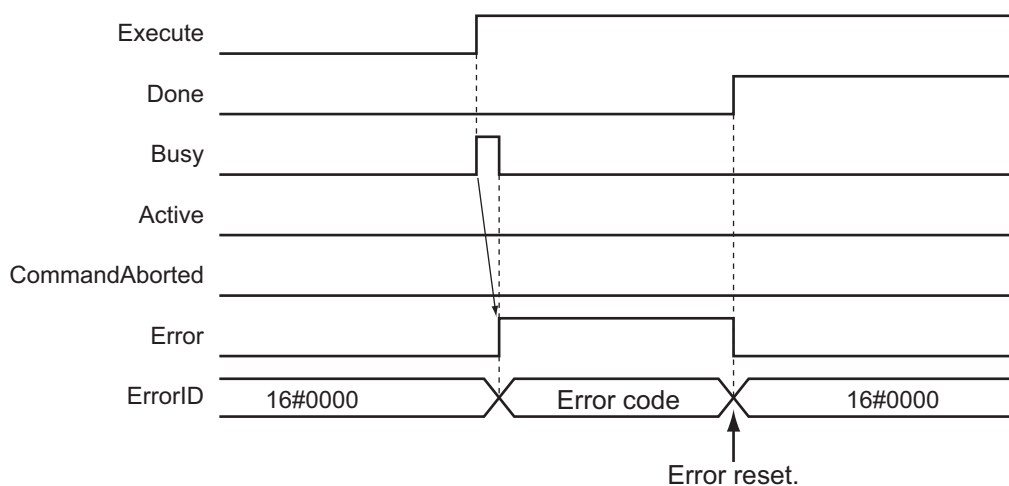 Execute
Done
Busy
Active
CommandAborted
Error
ErrorID
16#0000 Error code 16#0000
Error reset.